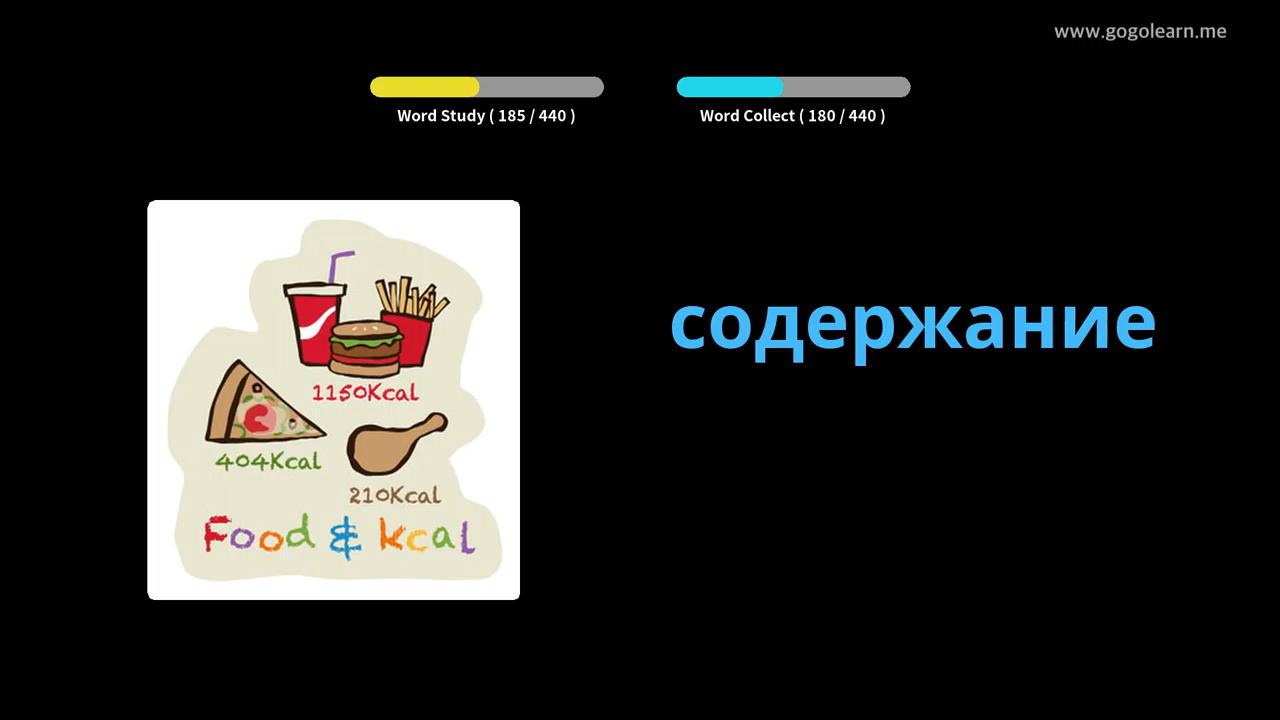 www.gogolearn.me
Word Study ( 185 / 440 )
Word Collect ( 180 / 440 )
содержание
1150Kcal
404Kcal
210Kcal
Food & kcal